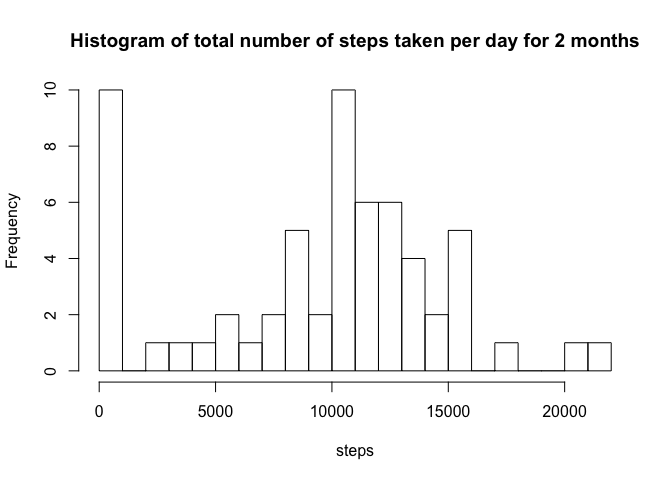 Histogram of total number of steps taken per day for 2 months
Frequency
10
8
6
4
2
0
0 5000 10000 15000 20000
steps